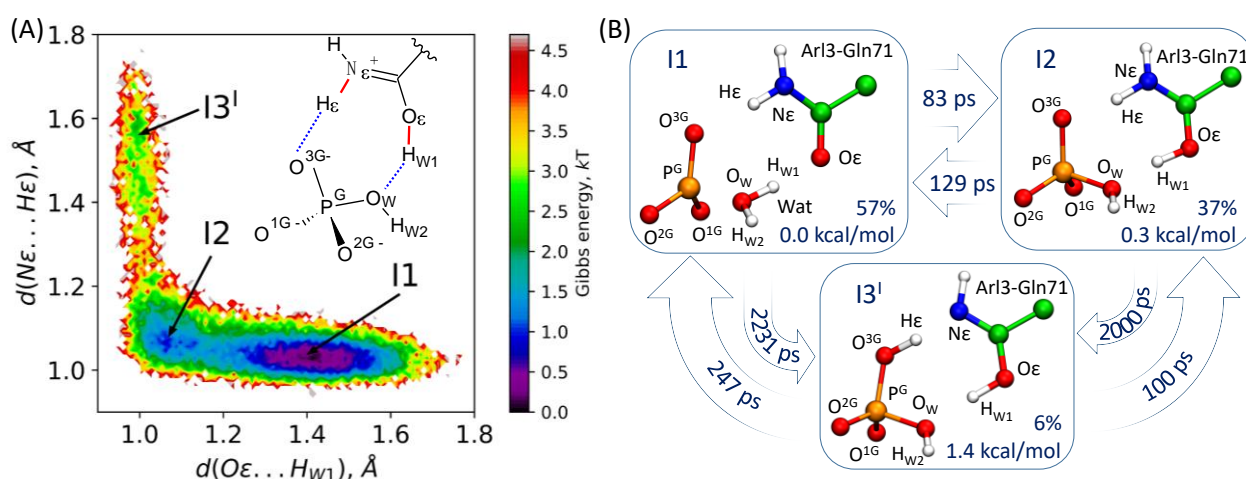 (A)
1.8
1.6
1.4
1.2
1.0
d(Nε...Hε), Å
1.0 1.2 1.4 1.6 1.8
d(Oε...HW1), Å
I3I
I2
I1
H
Nε+
Hε
Oε
HW1
O3G-
PG
OW
HW2
O1G-
O2G-
4.5
4.0
3.5
3.0
2.5
2.0
1.5
1.0
0.5
0.0
Gibbs energy, kT
(B)
I1
Arl3-Gln71
Hε
Nε
O3G
Oε
PG
HW1
OW
Wat
O2G
O1G
HW2
57%
0.0 kcal/mol
83 ps
129 ps
I2
Arl3-Gln71
Nε
O3G
Hε
Oε
PG
OW
HW1
O2G
O1G
HW2
37%
0.3 kcal/mol
2231 ps
247 ps
2000 ps
100 ps
I3I
Arl3-Gln71
Hε
O3G
Nε
Oε
PG
O2G
OW
HW1
O1G
HW2
6%
1.4 kcal/mol